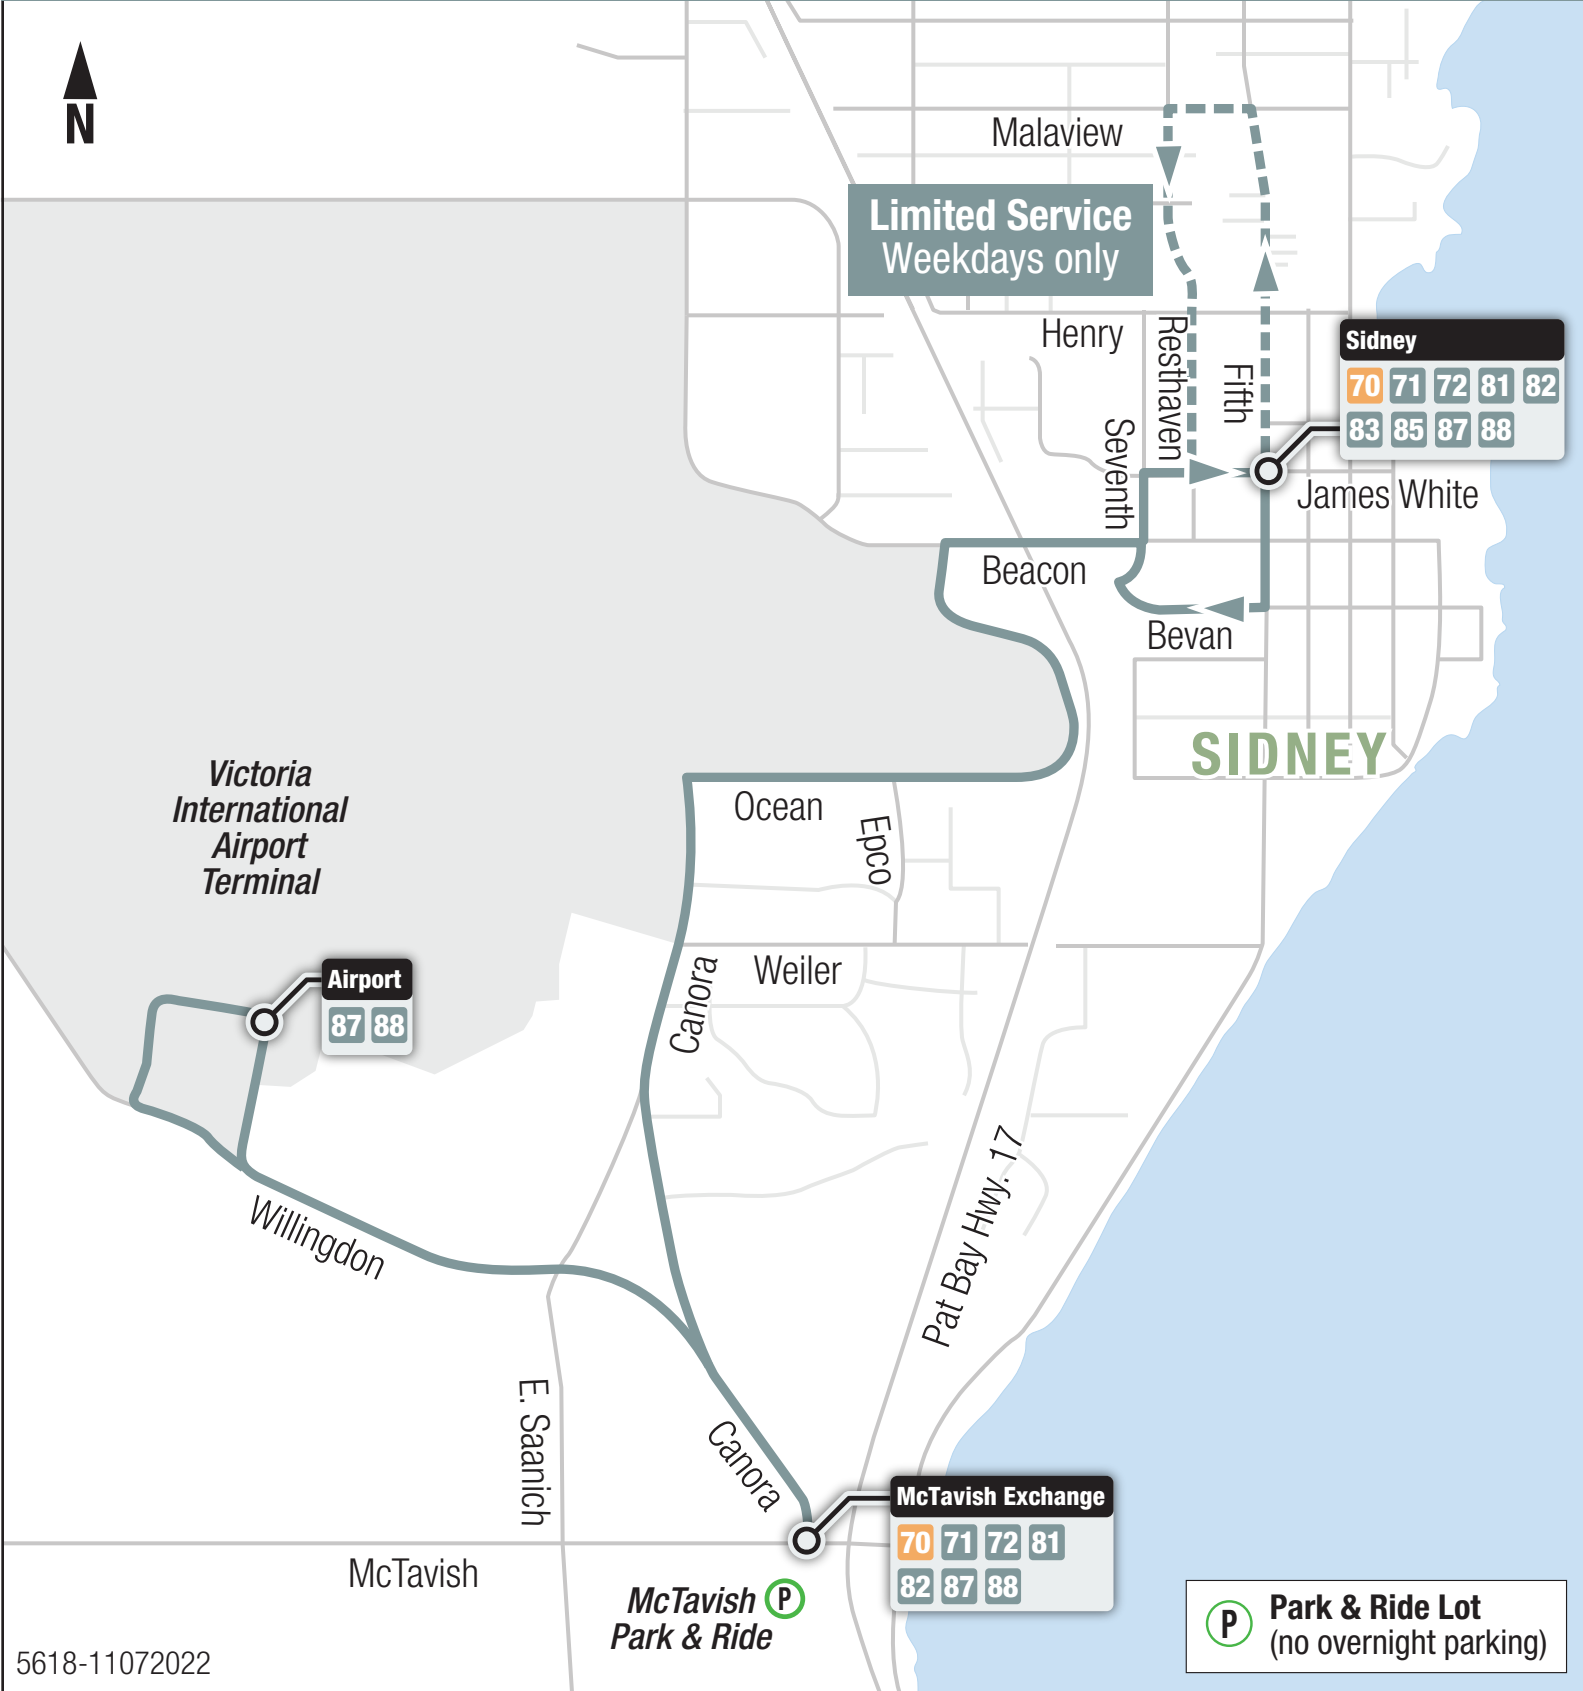 N
Malaview
Limited Service
Weekdays only
Henry
Resthaven
Fifth
Seventh
Sidney
70 71 72 81 82
83 85 87 88
James White
Beacon
Bevan
SIDNEY
Victoria
International
Airport
Terminal
Ocean
Epco
Airport
87 88
Canora
Weiler
Willingdon
Pat Bay Hwy. 17
E. Saanich
Canora
McTavish Exchange
70 71 72 81
82 87 88
McTavish
McTavish P
Park & Ride
P Park & Ride Lot
(no overnight parking)
5618-11072022